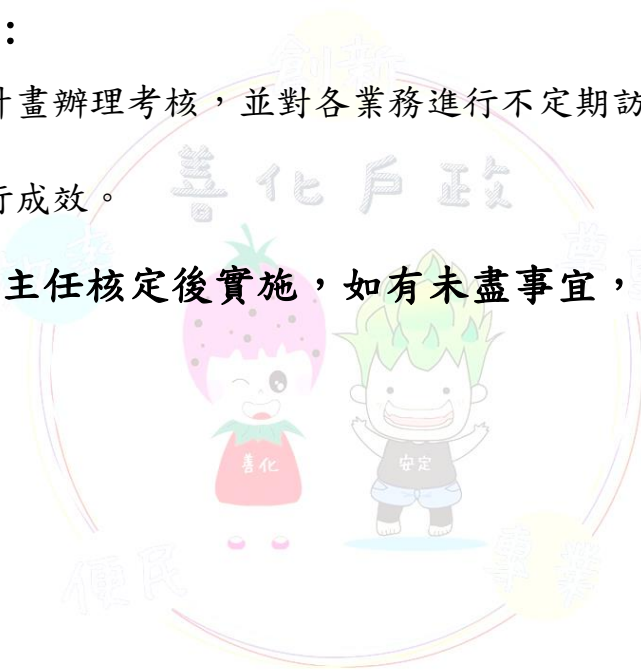 ：
計畫辦理考核，並對各業務進行不定期訪
創新
行成效。
善化戶政
主任核定後實施，如有未盡事宜，
善化
安定
便民
專業